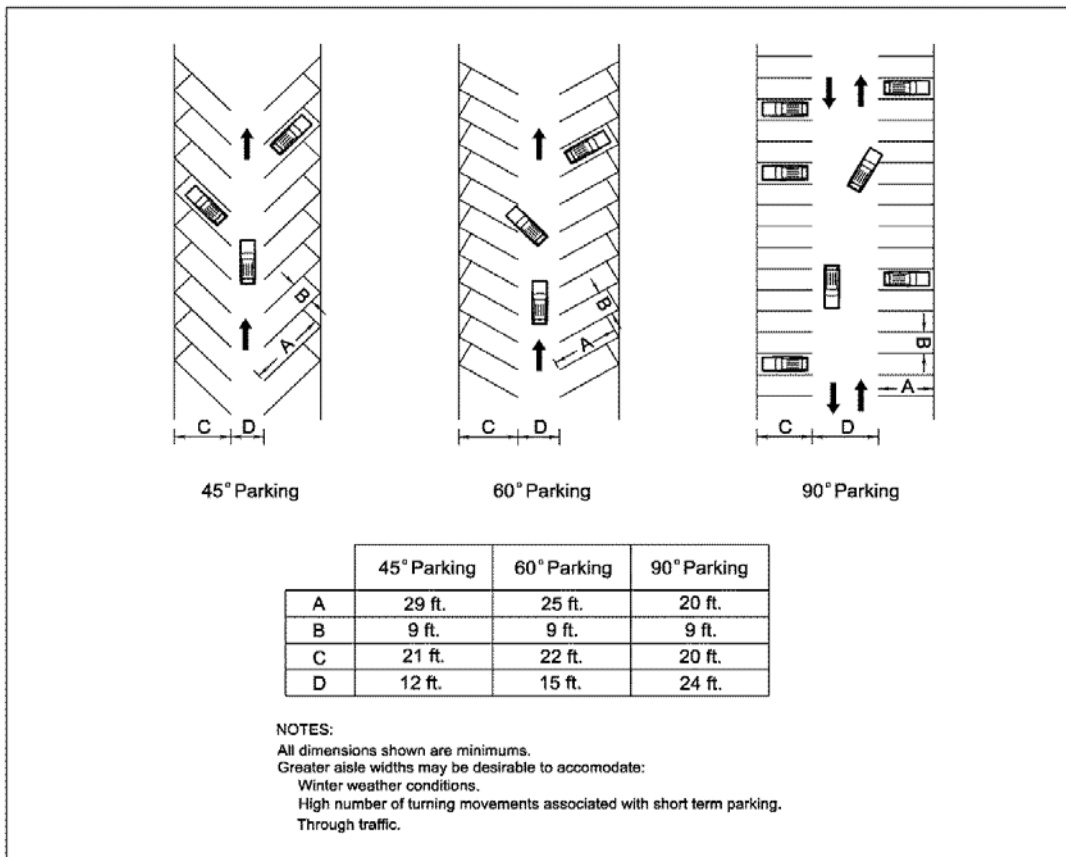 B
A
C D
45° Parking
B
A
C D
60° Parking
B
A
C D
90° Parking
45° Parking 60° Parking 90° Parking
A 29 ft. 25 ft. 20 ft.
B 9 ft. 9 ft. 9 ft.
C 21 ft. 22 ft. 20 ft.
D 12 ft. 15 ft. 24 ft.
NOTES:
All dimensions shown are minimums.
Greater aisle widths may be desirable to accomodate:
Winter weather conditions.
High number of turning movements associated with short term parking.
Through traffic.